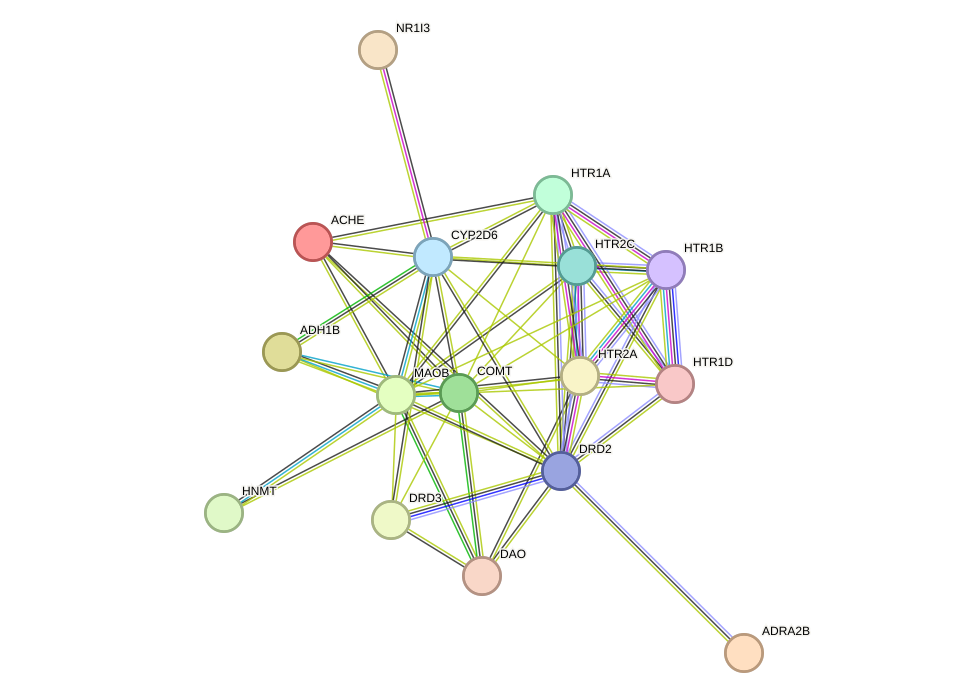 NR1I3
HTR1A
ACHE
CYP2D6
HTR2C
HTR1B
ADH1B
HTR2A
HTR1D
MAOB
COMT
DRD2
HNMT
DRD3
DAO
ADRA2B